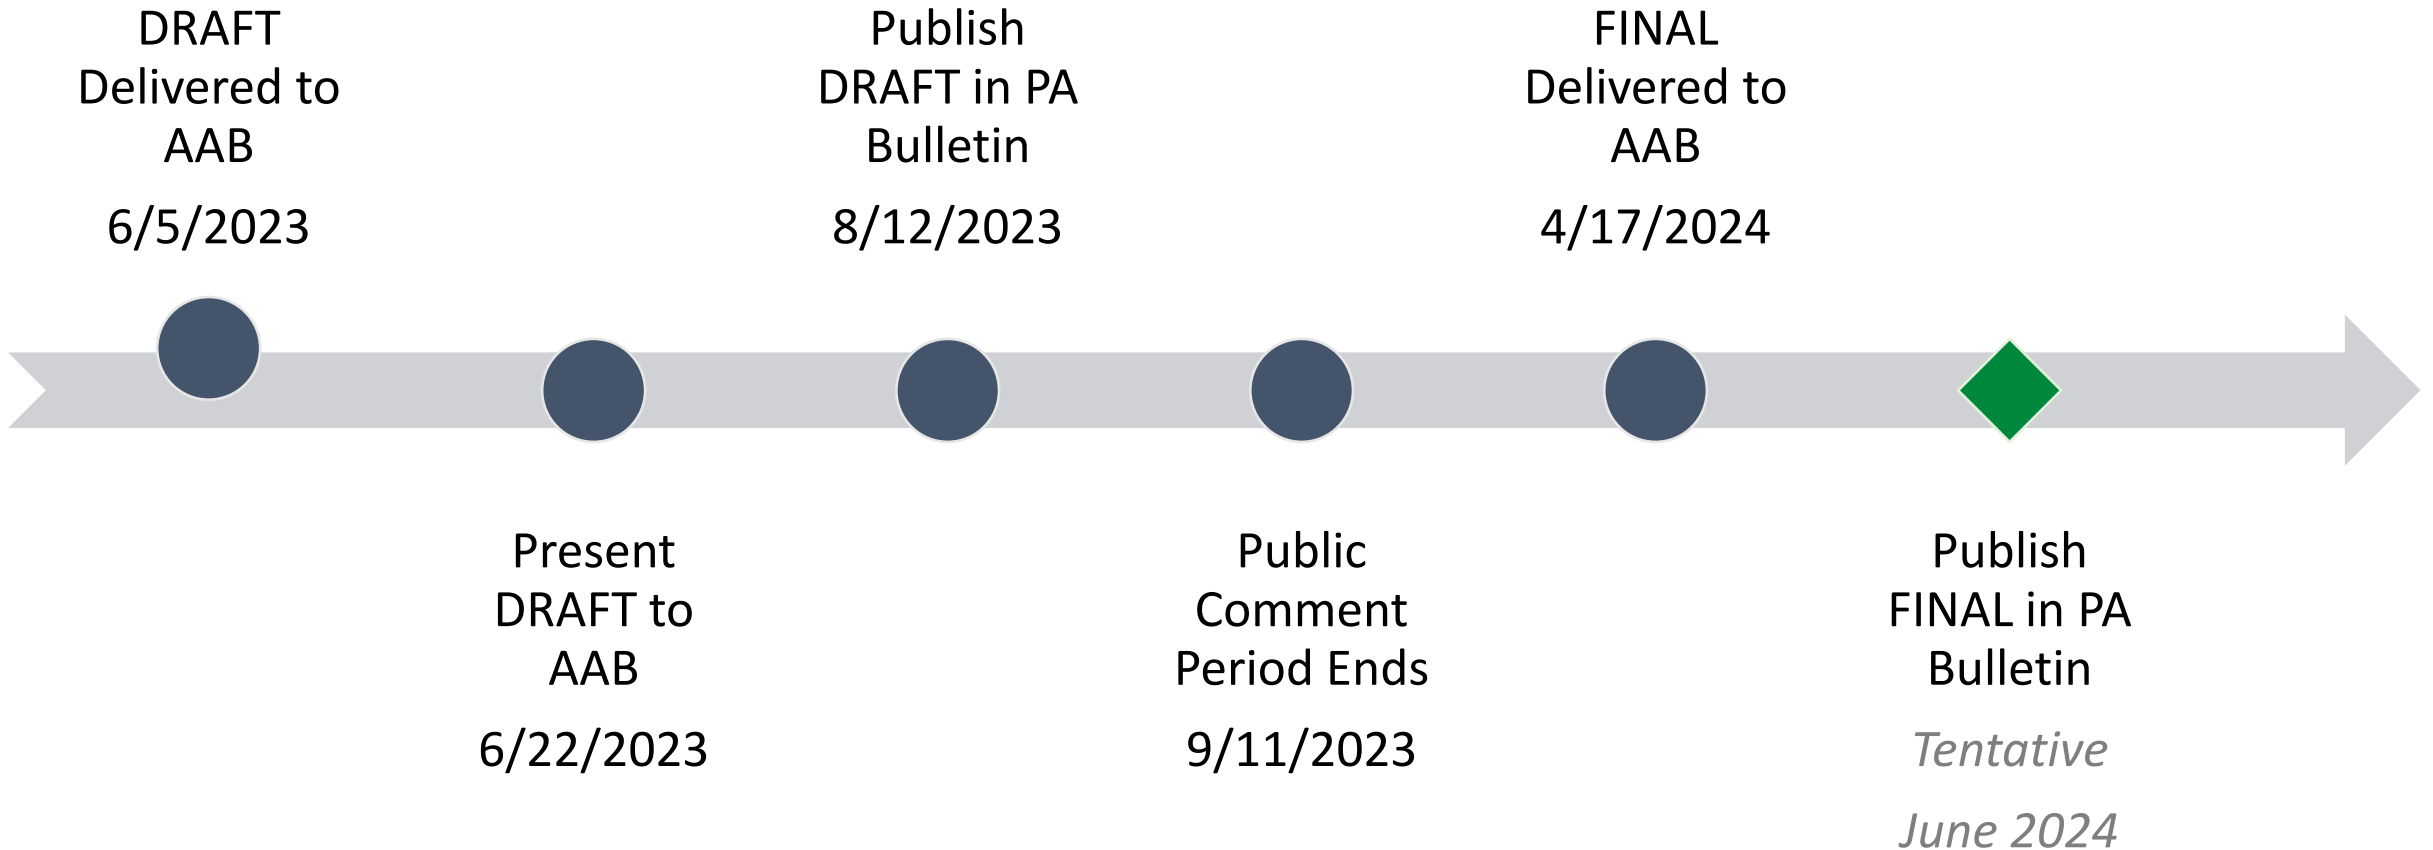 DRAFT
Delivered to
AAB
6/5/2023
Present
DRAFT to
AAB
6/22/2023
Publish
DRAFT in PA
Bulletin
8/12/2023
Public
Comment
Period Ends
9/11/2023
FINAL
Delivered to
AAB
4/17/2024
Publish
FINAL in PA
Bulletin
Tentative
June 2024